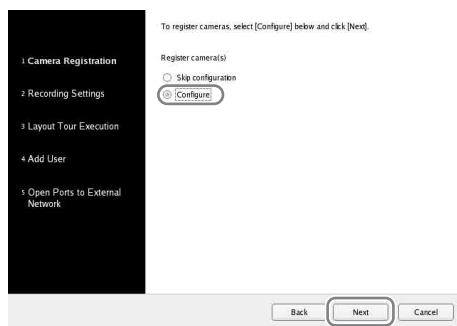 To register cameras, select [Configure] below and click [Next].
1 Camera Registration
2 Recording Settings
3 Layout Tour Execution
4 Add User
5 Open Ports to External
Network
Register camera(s)
Skip configuration
Configure
Back Next Cancel